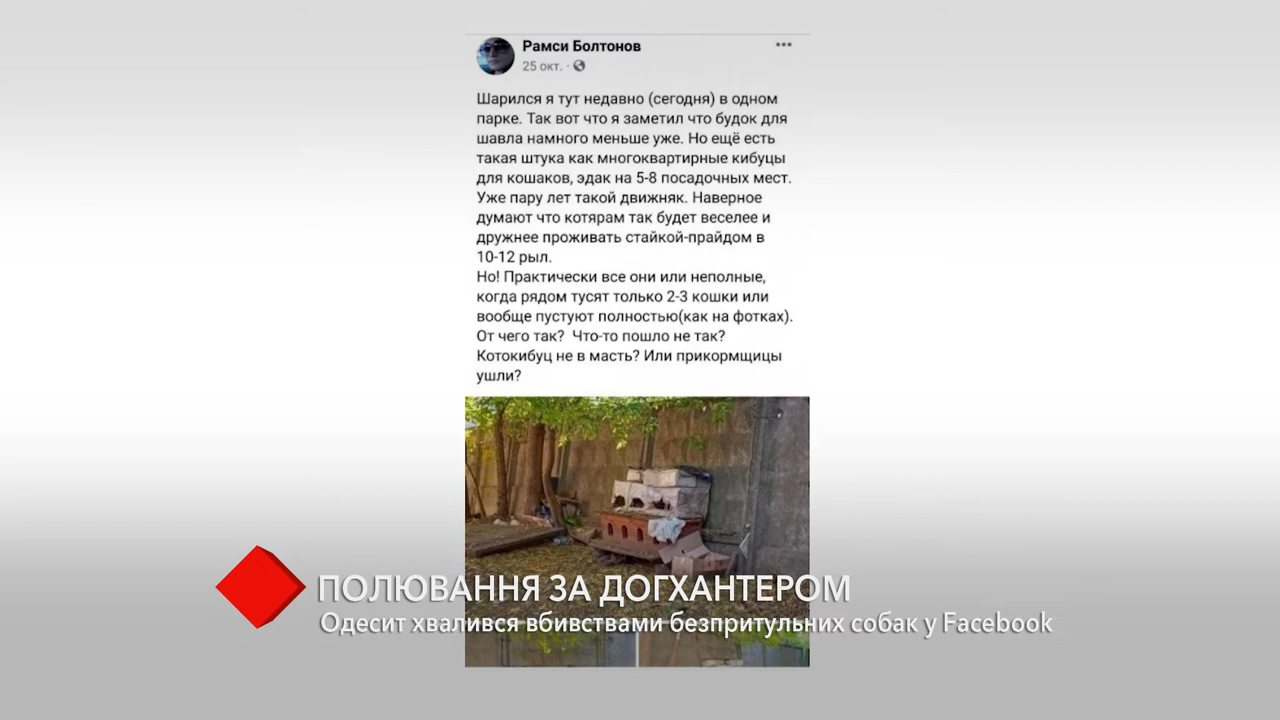 Рамси Болтонов
25 окт.
Шарился я тут недавно (сегодня) в одном
парке. Так вот что я заметил что будок для
шавла намного меньше уже. Но ещё есть
такая штука как многоквартирные кибуцы
для кошаков, эдак на 5-8 посадочных мест.
Уже пару лет такой движняк. Наверное
думают что котярам так будет веселее и
дружнее проживать стайкой-прайдом в
10-12 рыл.
Но! Практически все они или неполные,
когда рядом тусят только 2-3 кошки или
вообще пустуют полностью(как на фотках).
От чего так? Что-то пошло не так?
Котокибуц не в масть? Или прикормщицы
ушли?
ПОЛЮВАННЯ ЗА ДОГХАНТЕРОМ
Одесит хвалився вбивствами безпритульних собак у Facebook